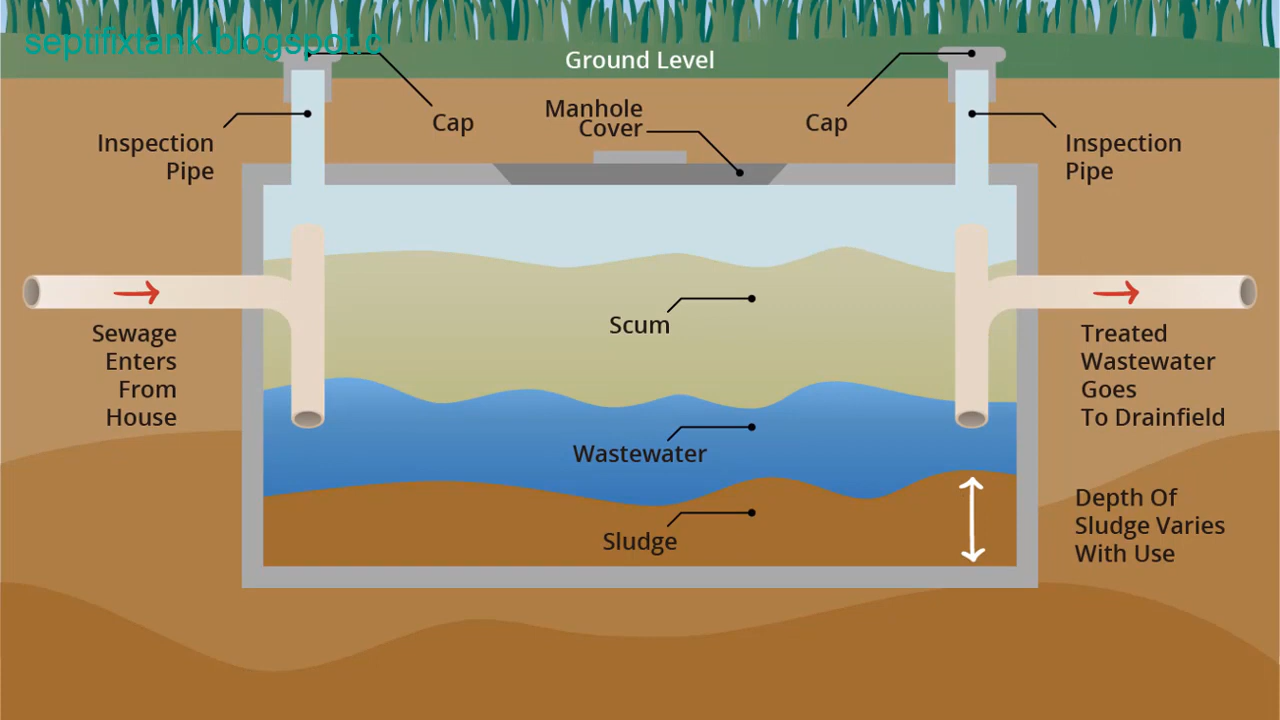 septifixtank.blogspot.c
Ground Level
Cap
Manhole
Cover
Cap
Inspection
Pipe
Inspection
Pipe
Scum
Sewage
Enters
From
House
Treated
Wastewater
Goes
To Drainfield
Wastewater
Sludge
Depth Of
Sludge Varies
With Use